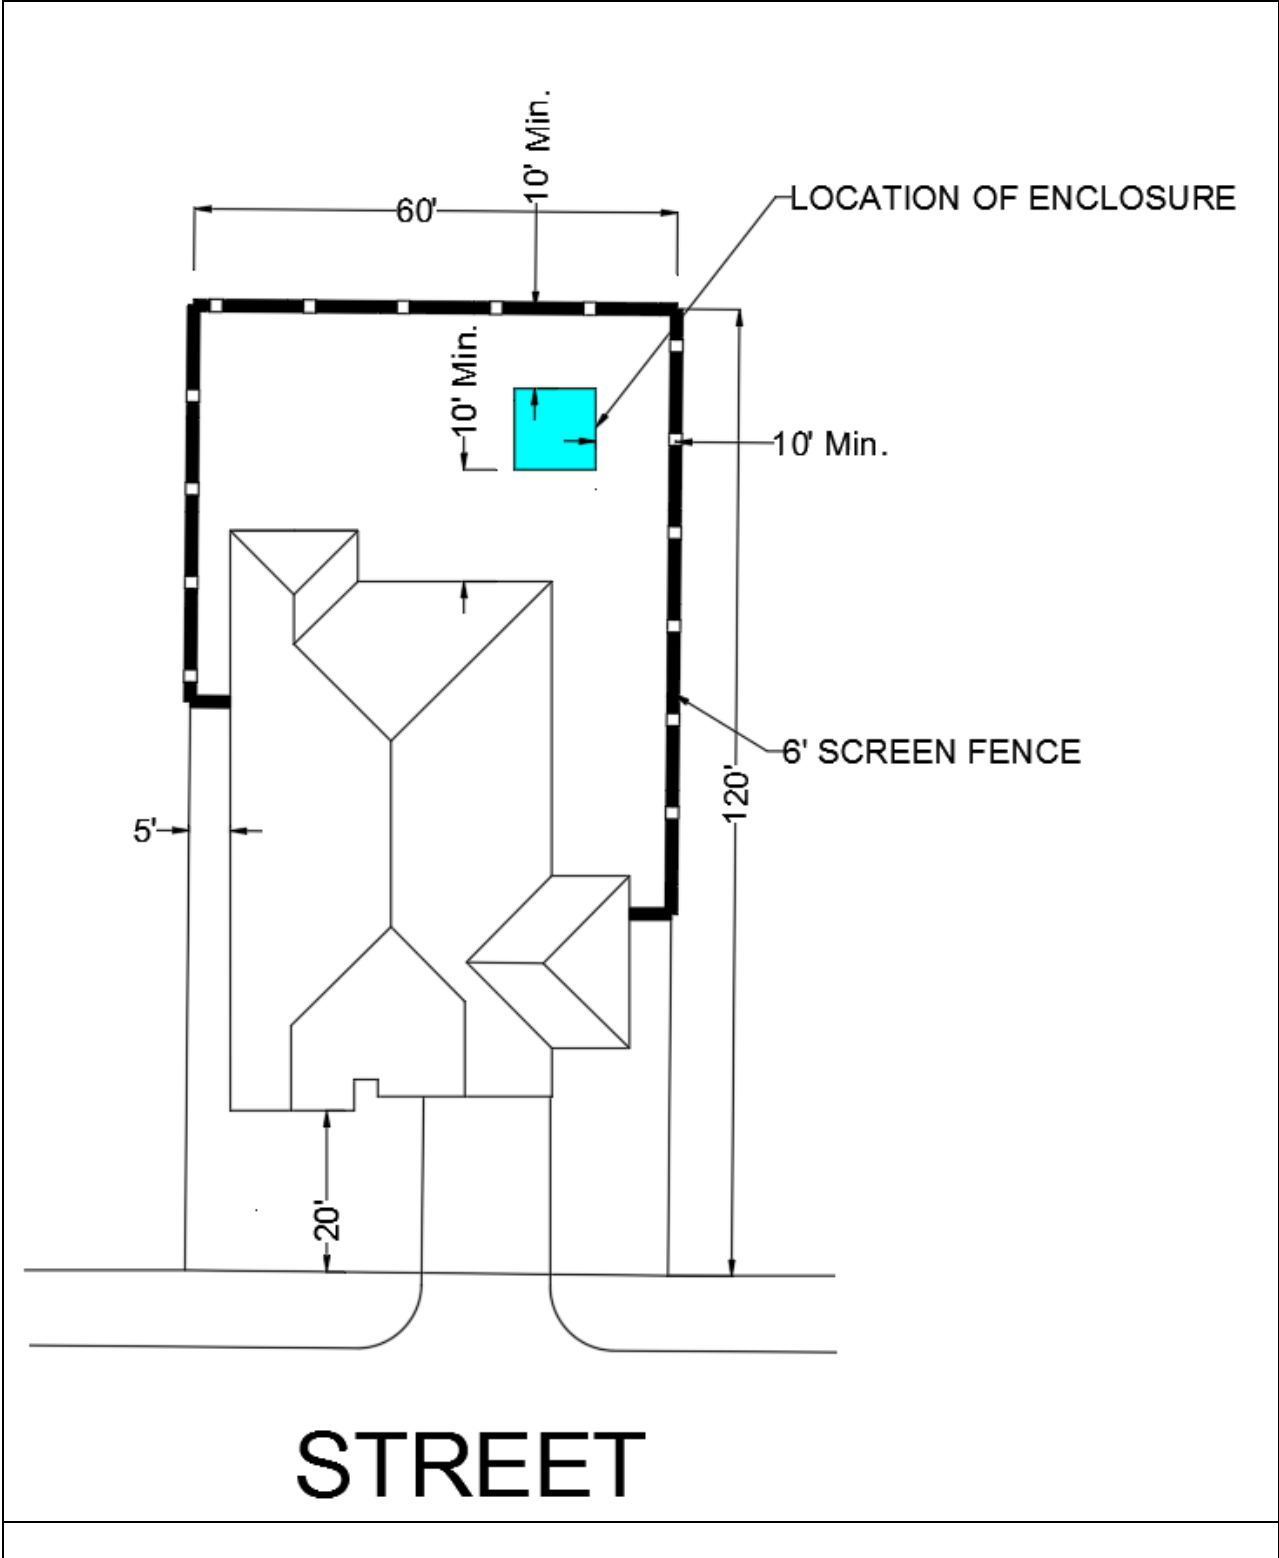 10' Min.
LOCATION OF ENCLOSURE
60'
10' Min.
10' Min.
6' SCREEN FENCE
120'
5'
20'
STREET